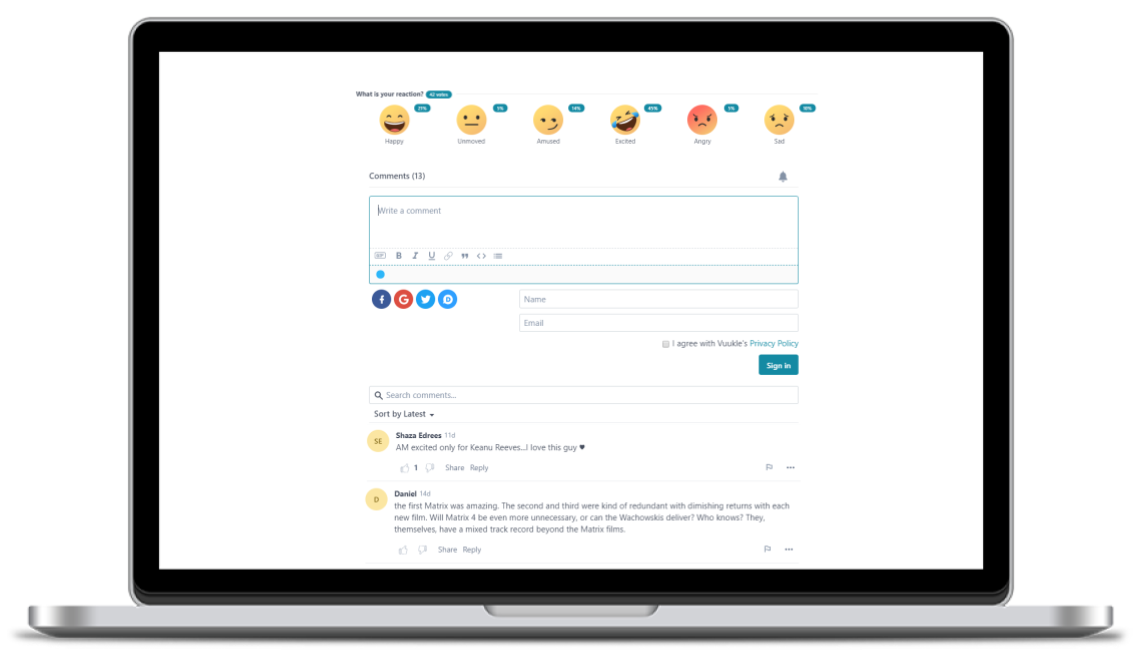 What is your reaction? 42 votes
21% 5% 14% 45% 5% 10%
Happy Unmoved Amused Excited Angry Sad
Comments (13)
Write a comment
GIF B I U
f G D
Name
Email
I agree with Vuukle's Privacy Policy
Sign in
Search comments...
Sort by Latest
SE Shaza Edrees 11d
AM excited only for Keanu Reeves...I love this guy ♥
1 Share Reply
D Daniel 14d
the first Matrix was amazing. The second and third were kind of redundant with dimishing returns with each
new film. Will Matrix 4 be even more unnecessary, or can the Wachowskis deliver? Who knows? They,
themselves, have a mixed track record beyond the Matrix films.
Share Reply